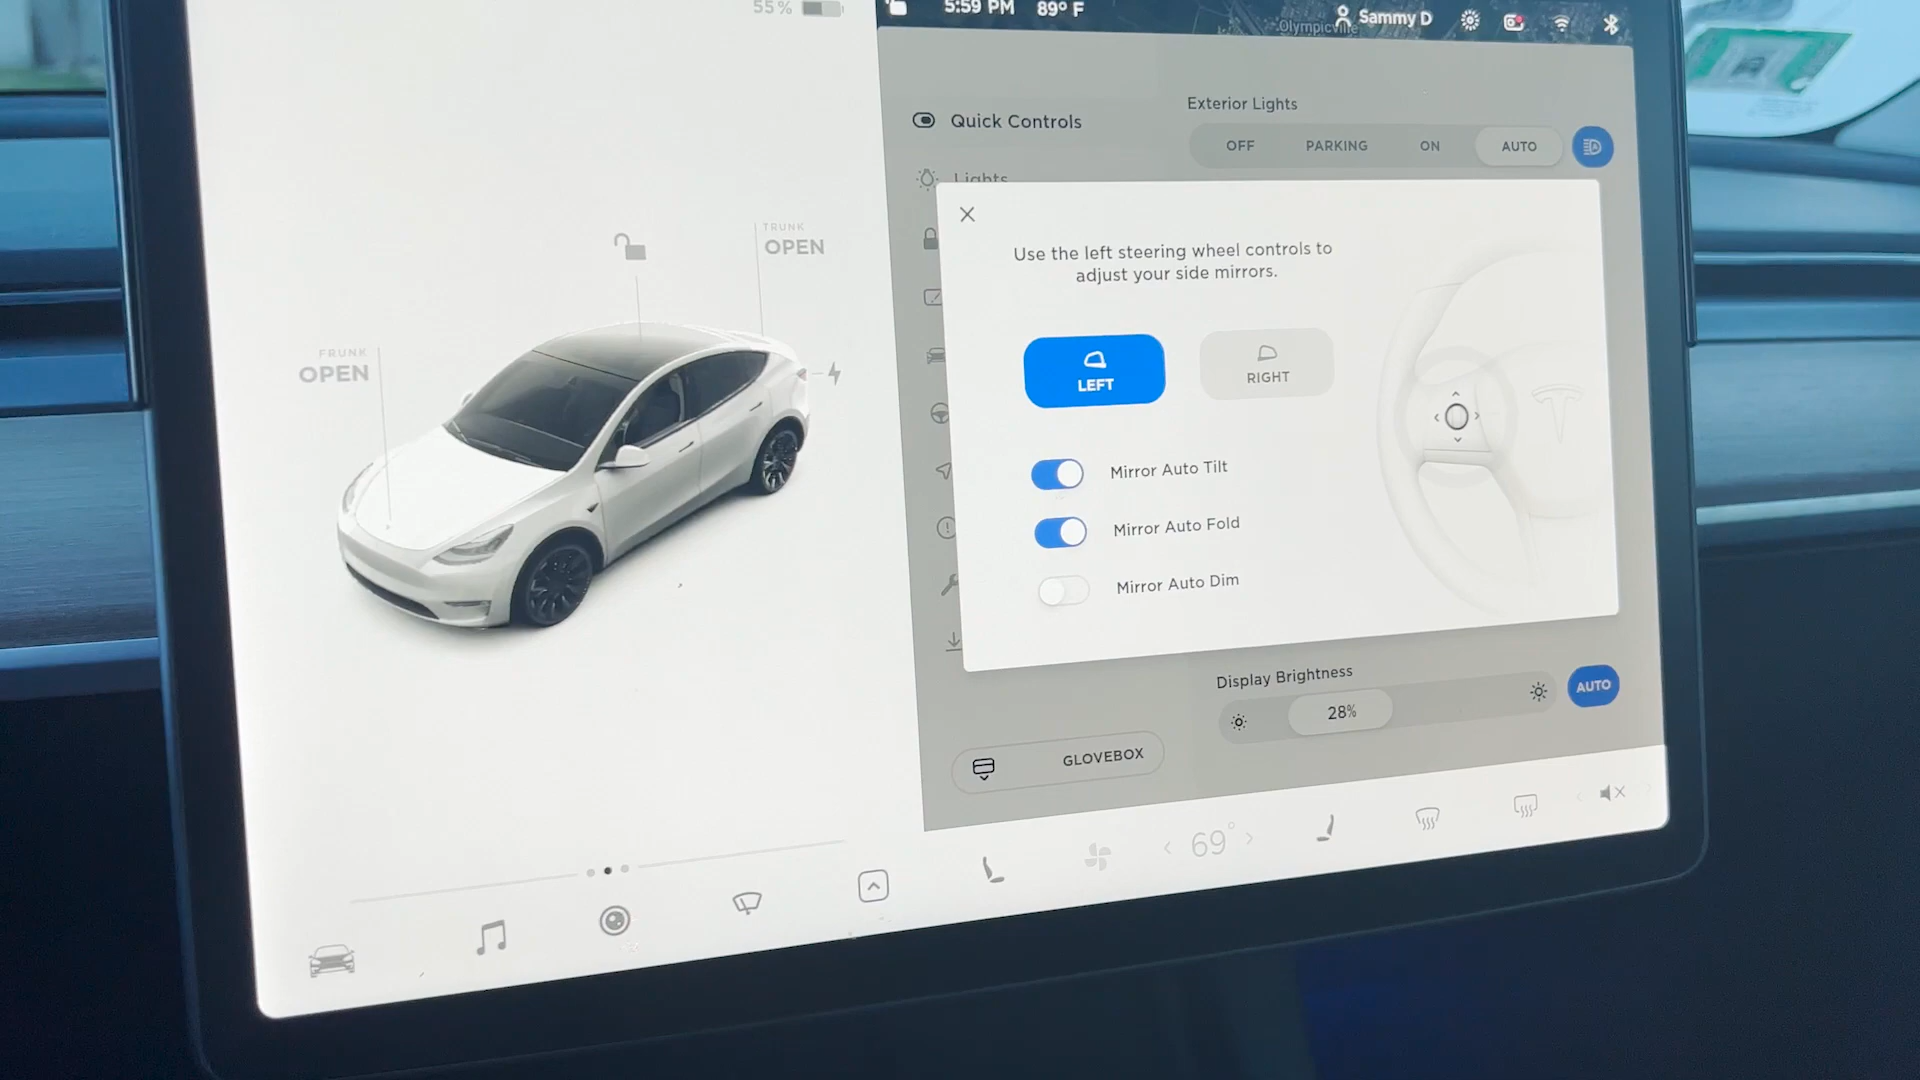 55%
5:59 PM 89° F
Sammy D
Olympicville
Quick Controls
Lights
Exterior Lights
OFF PARKING ON AUTO
Use the left steering wheel controls to
adjust your side mirrors.
LEFT
RIGHT
Mirror Auto Tilt
Mirror Auto Fold
Mirror Auto Dim
TRUNK
OPEN
FRUNK
OPEN
Display Brightness
28%
AUTO
GLOVEBOX
69°